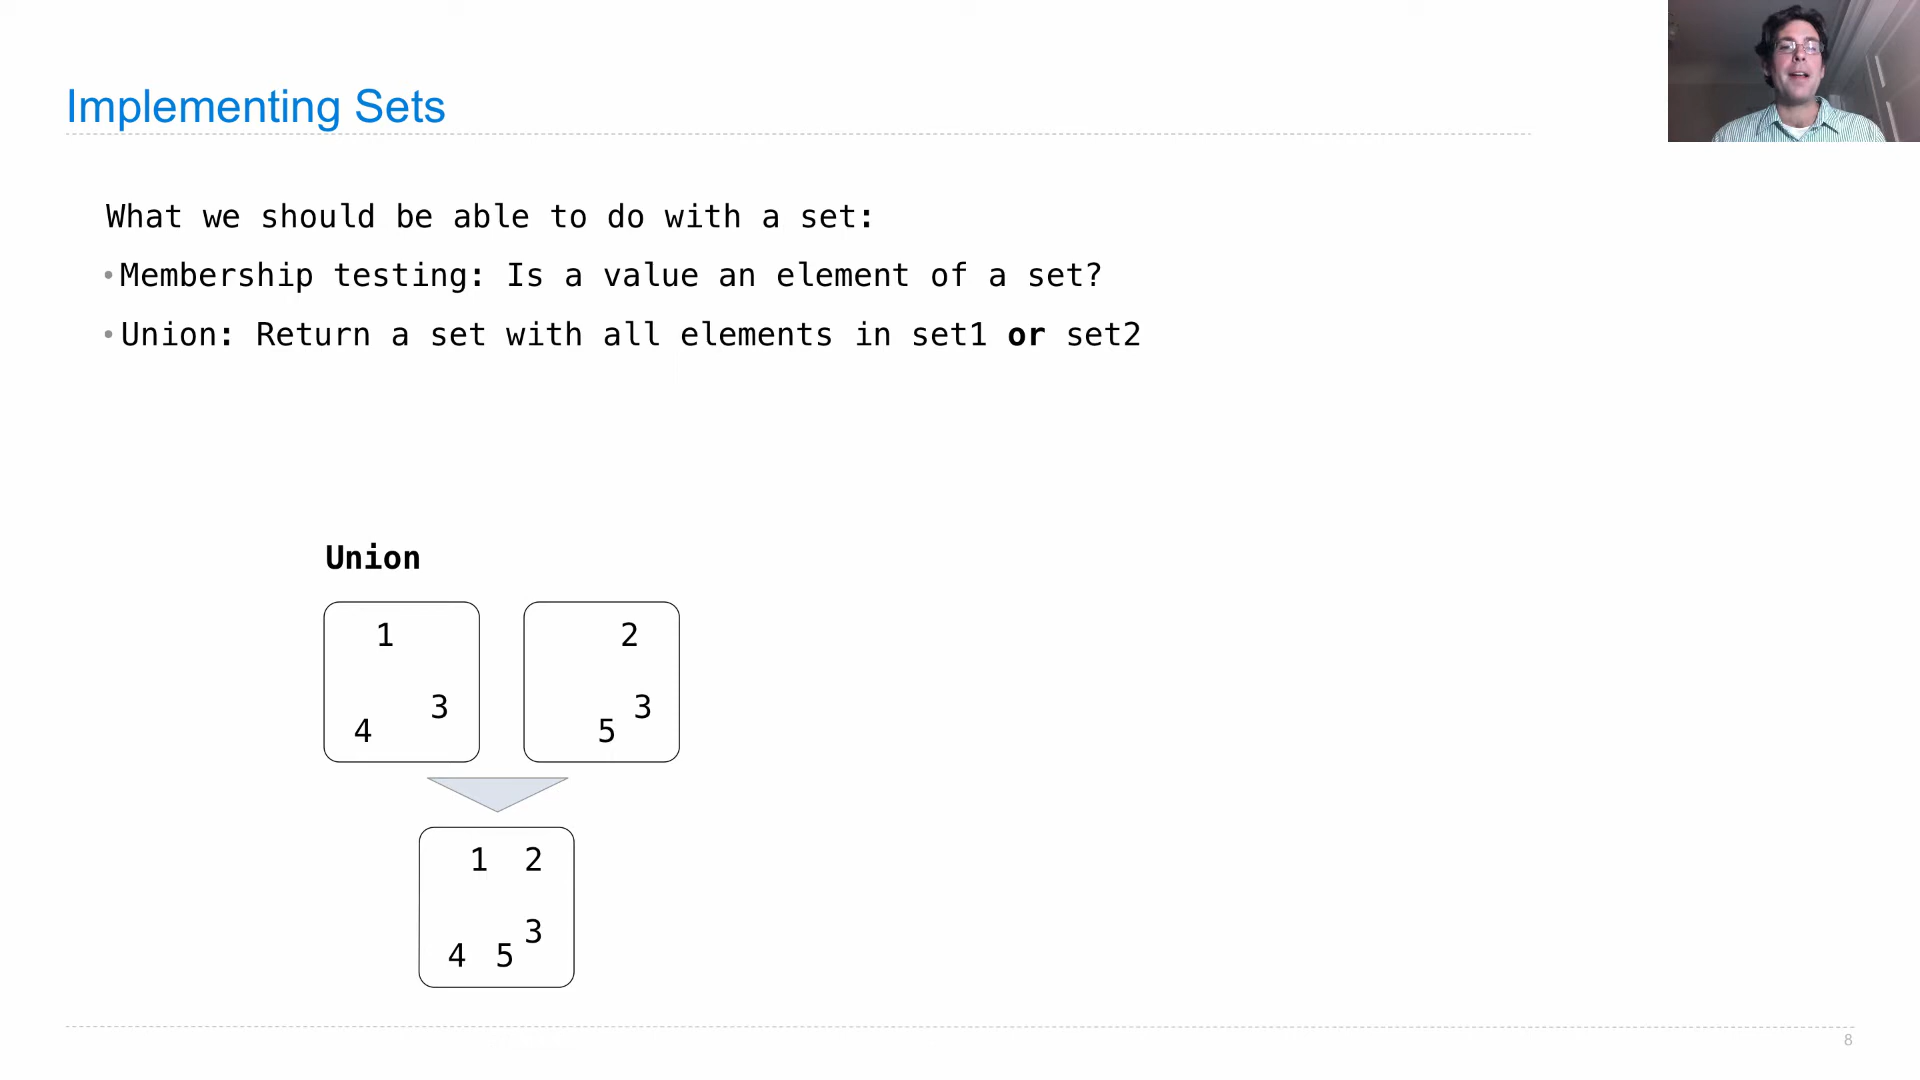 Implementing Sets
What we should be able to do with a set:
•Membership testing: Is a value an element of a set?
•Union: Return a set with all elements in set1 or set2
Union
1
3
4
2
3
5
1 2
3
4 5
8